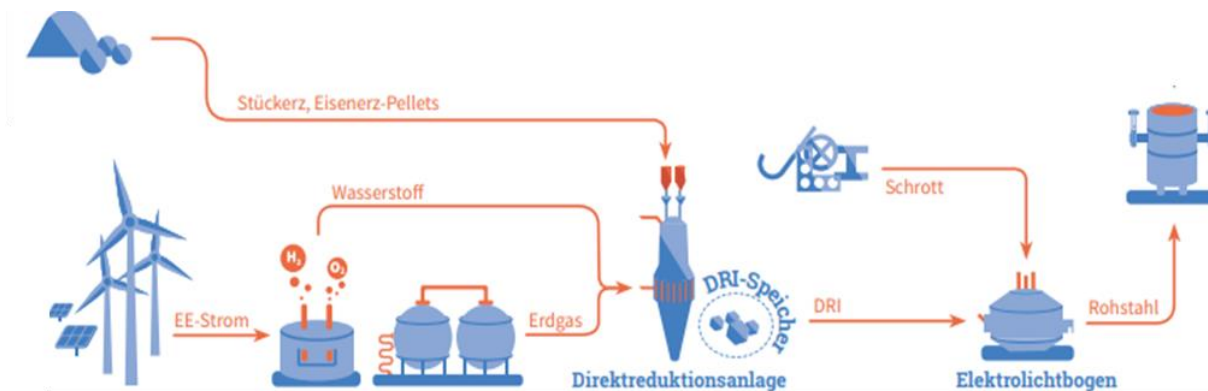 Stückerz, Eisenerz-Pellets
Wasserstoff
Schrott
H₂
O₂
EE-Strom
Erdgas
DRI-Speicher
DRI
Rohstahl
Direktreduktionsanlage
Elektrolichtbogen